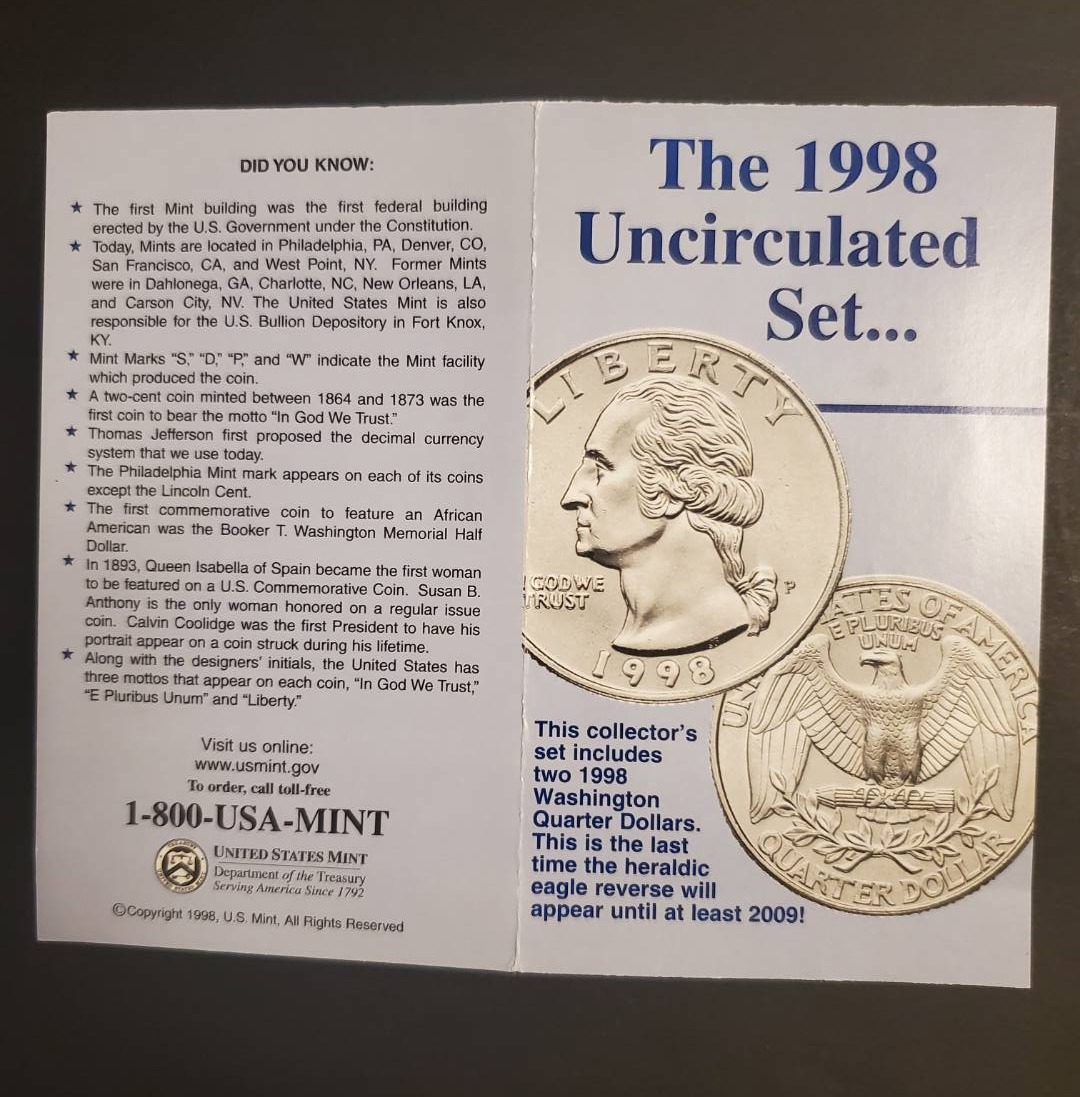 DID YOU KNOW:
★ The first Mint building was the first federal building
erected by the U.S. Government under the Constitution.
★ Today, Mints are located in Philadelphia, PA, Denver, CO,
San Francisco, CA, and West Point, NY. Former Mints
were in Dahlonega, GA, Charlotte, NC, New Orleans, LA,
and Carson City, NV. The United States Mint is also
responsible for the U.S. Bullion Depository in Fort Knox,
KY.
★ Mint Marks "S," "D," "P," and "W" indicate the Mint facility
which produced the coin.
★ A two-cent coin minted between 1864 and 1873 was the
first coin to bear the motto "In God We Trust."
★ Thomas Jefferson first proposed the decimal currency
system that we use today.
★ The Philadelphia Mint mark appears on each of its coins
except the Lincoln Cent.
★ The first commemorative coin to feature an African
American was the Booker T. Washington Memorial Half
Dollar.
★ In 1893, Queen Isabella of Spain became the first woman
to be featured on a U.S. Commemorative Coin. Susan B.
Anthony is the only woman honored on a regular issue
coin. Calvin Coolidge was the first President to have his
portrait appear on a coin struck during his lifetime.
★ Along with the designers' initials, the United States has
three mottos that appear on each coin, "In God We Trust,"
"E Pluribus Unum" and "Liberty."
Visit us online:
www.usmint.gov
To order, call toll-free
1-800-USA-MINT
UNITED STATES MINT
Department of the Treasury
Serving America Since 1792
©Copyright 1998, U.S. Mint, All Rights Reserved
The 1998
Uncirculated
Set...
LIBERTY
GOD WE
TRUST
P
1998
ATES OF AMERICA
E PLURIBUS
UNUM
UN
QUARTER DOLLAR
This collector's
set includes
two 1998
Washington
Quarter Dollars.
This is the last
time the heraldic
eagle reverse will
appear until at least 2009!